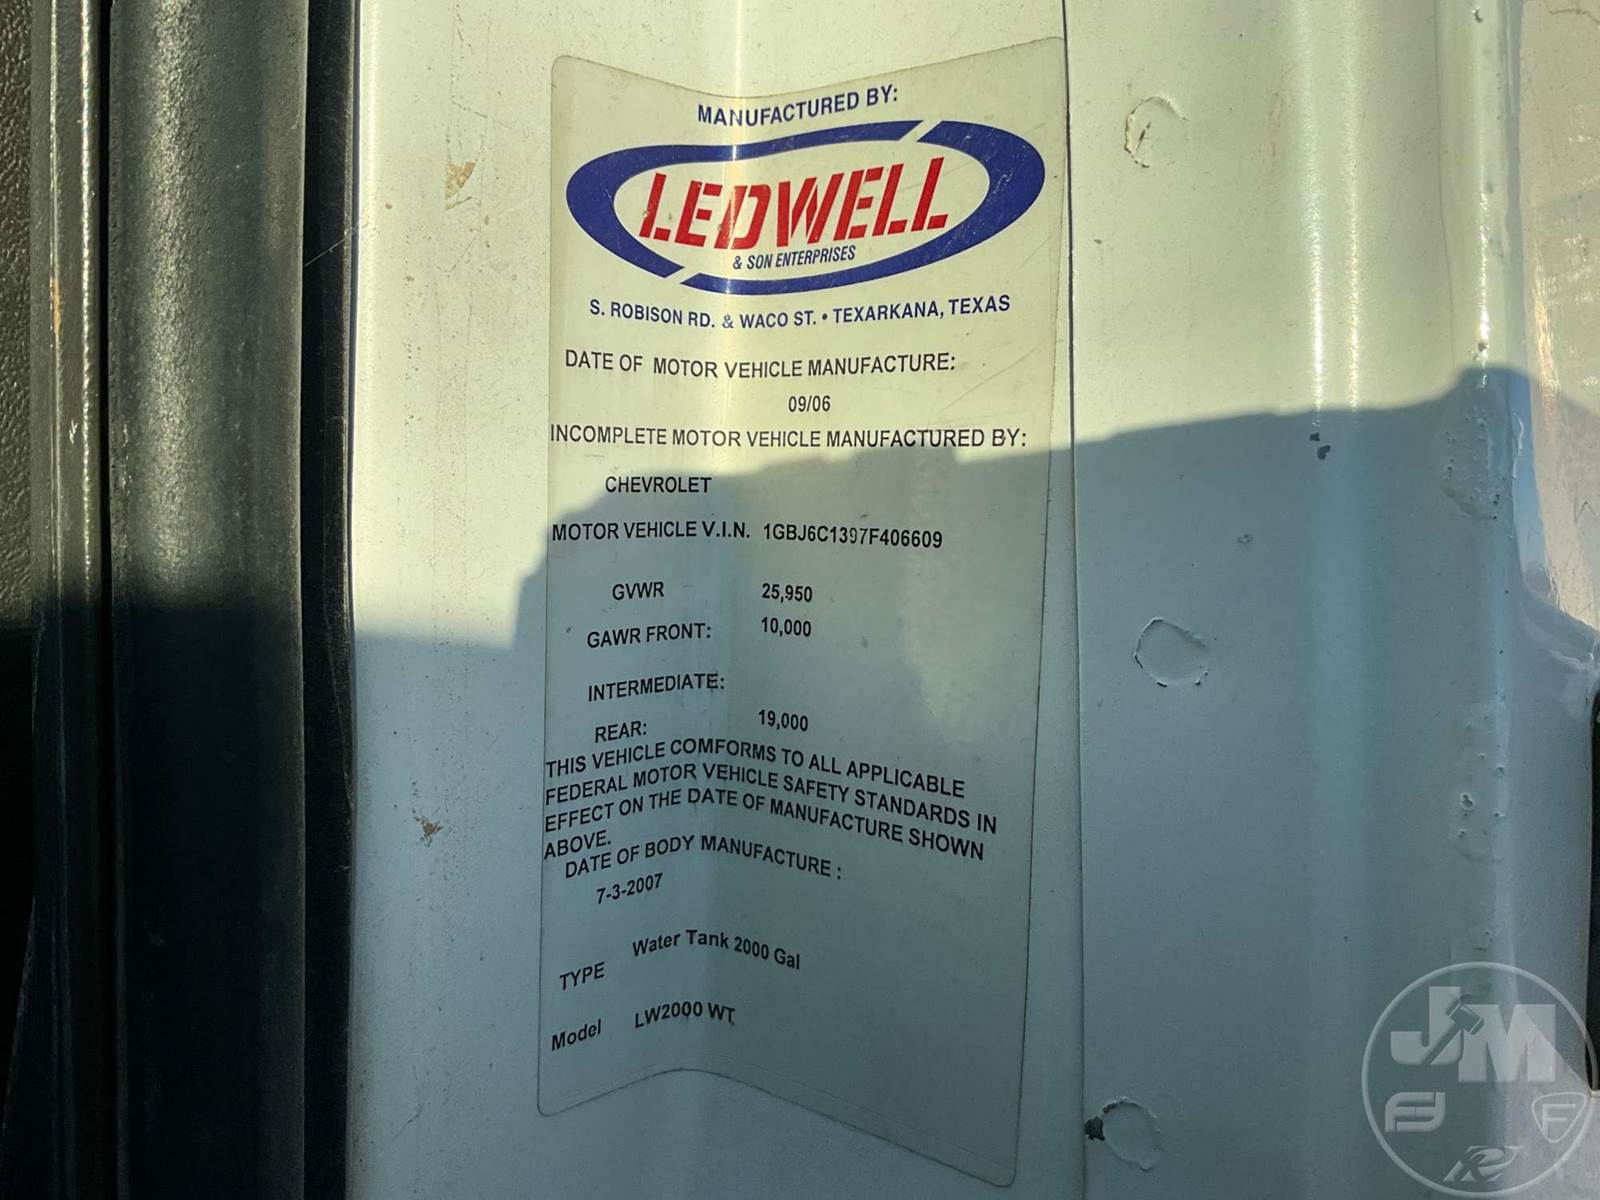 MANUFACTURED BY:
LEDWELL
& SON ENTERPRISES
S. ROBISON RD. & WACO ST. • TEXARKANA, TEXAS
DATE OF MOTOR VEHICLE MANUFACTURE:
09/06
INCOMPLETE MOTOR VEHICLE MANUFACTURED BY:
CHEVROLET
MOTOR VEHICLE V.I.N. 1GBJ6C1397F406609
GVWR 25,950
GAWR FRONT: 10,000
INTERMEDIATE:
REAR: 19,000
THIS VEHICLE COMFORMS TO ALL APPLICABLE
FEDERAL MOTOR VEHICLE SAFETY STANDARDS IN
EFFECT ON THE DATE OF MANUFACTURE SHOWN
ABOVE.
DATE OF BODY MANUFACTURE :
7-3-2007
TYPE Water Tank 2000 Gal
Model LW2000 WT
JM